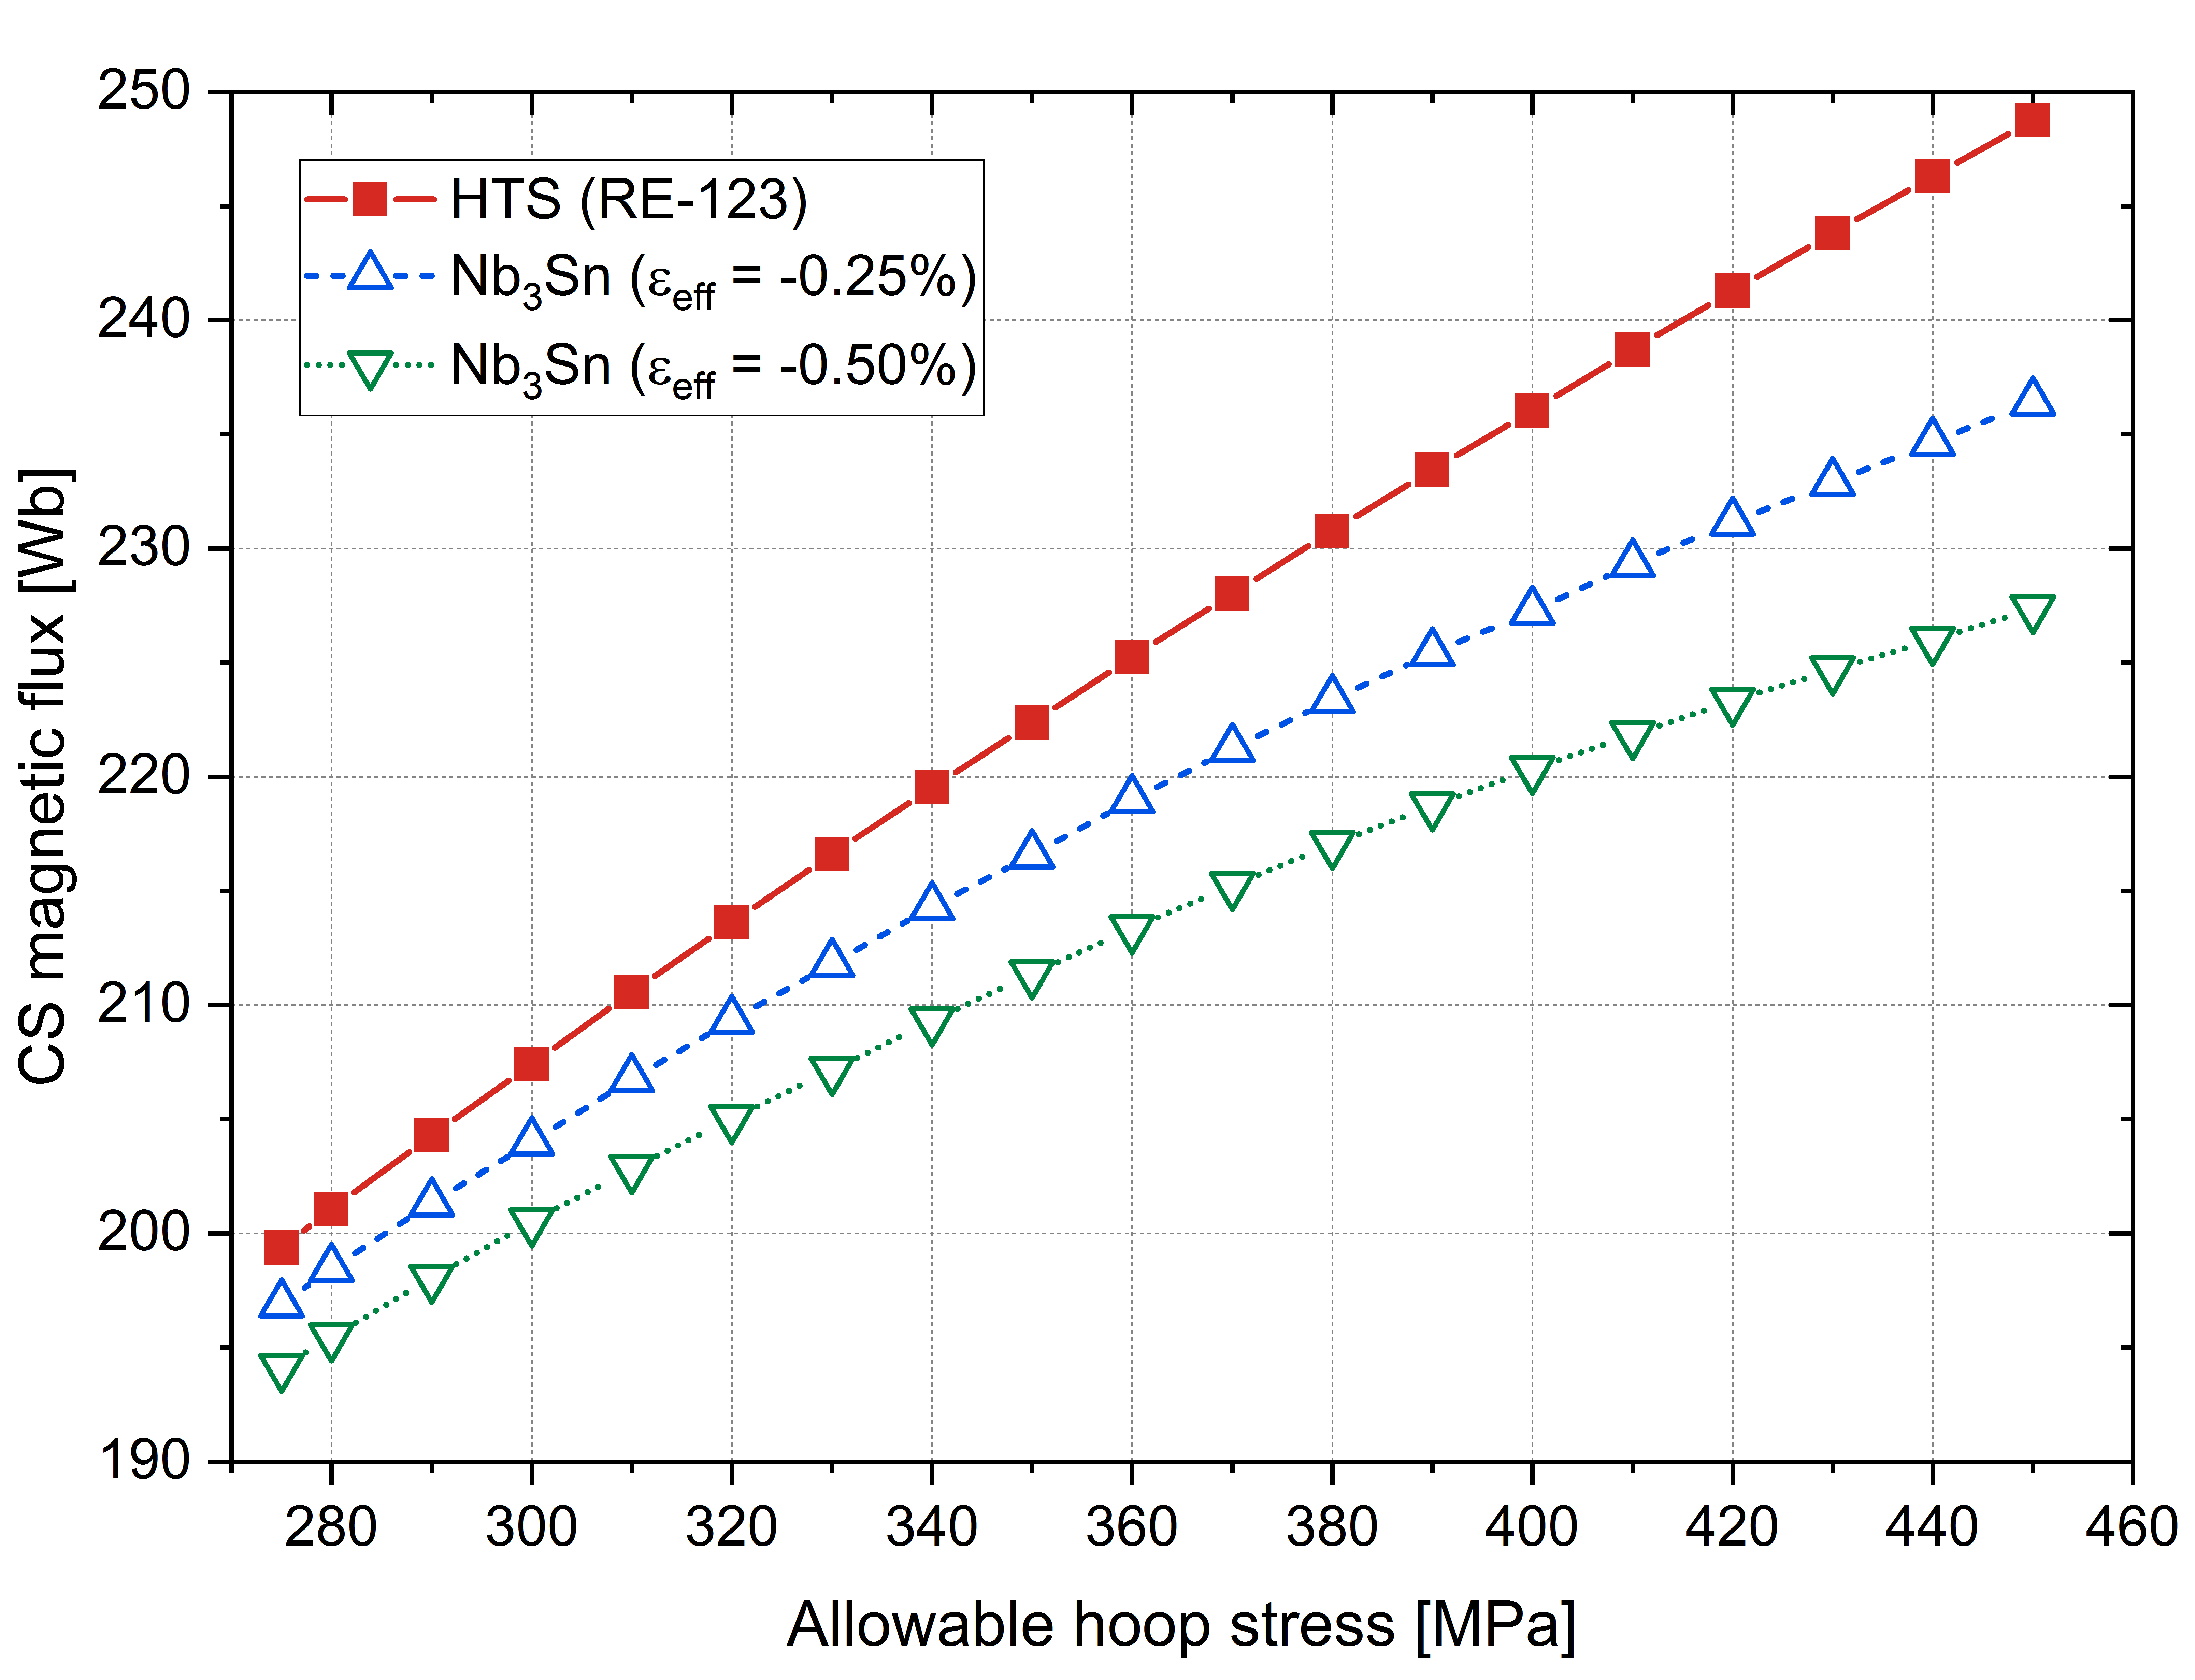 250
240
230
220
210
200
190
CS magnetic flux [Wb]
HTS (RE-123)
Nb₃Sn (εeff = -0.25%)
Nb₃Sn (εeff = -0.50%)
280 300 320 340 360 380 400 420 440 460
Allowable hoop stress [MPa]